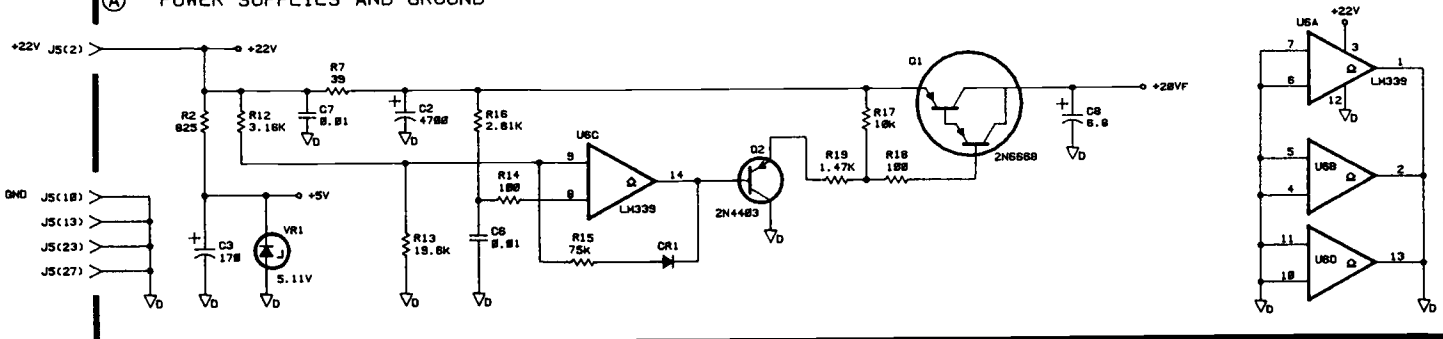 A POWER SUPPLIES AND GROUND
+22V J5(2)
+22V
R7
39
R2
825
R12
3.16K
C7
0.01
C2
4700
R16
2.61K
U6C
9
8
14
LM339
R14
100
C6
0.01
R13
19.6K
R15
75K
CR1
Q2
2N4403
R19
1.47K
R18
100
R17
10K
Q1
2N6668
C8
6.8
+20VF
GND J5(10)
J5(13)
J5(23)
J5(27)
+5V
C3
170
VR1
5.11V
U6A
+22V
7
6
3
12
1
LM339
5
4
U6B
2
11
10
U6D
13
D
D
D
D
D
D
D
D
D
D
D
D